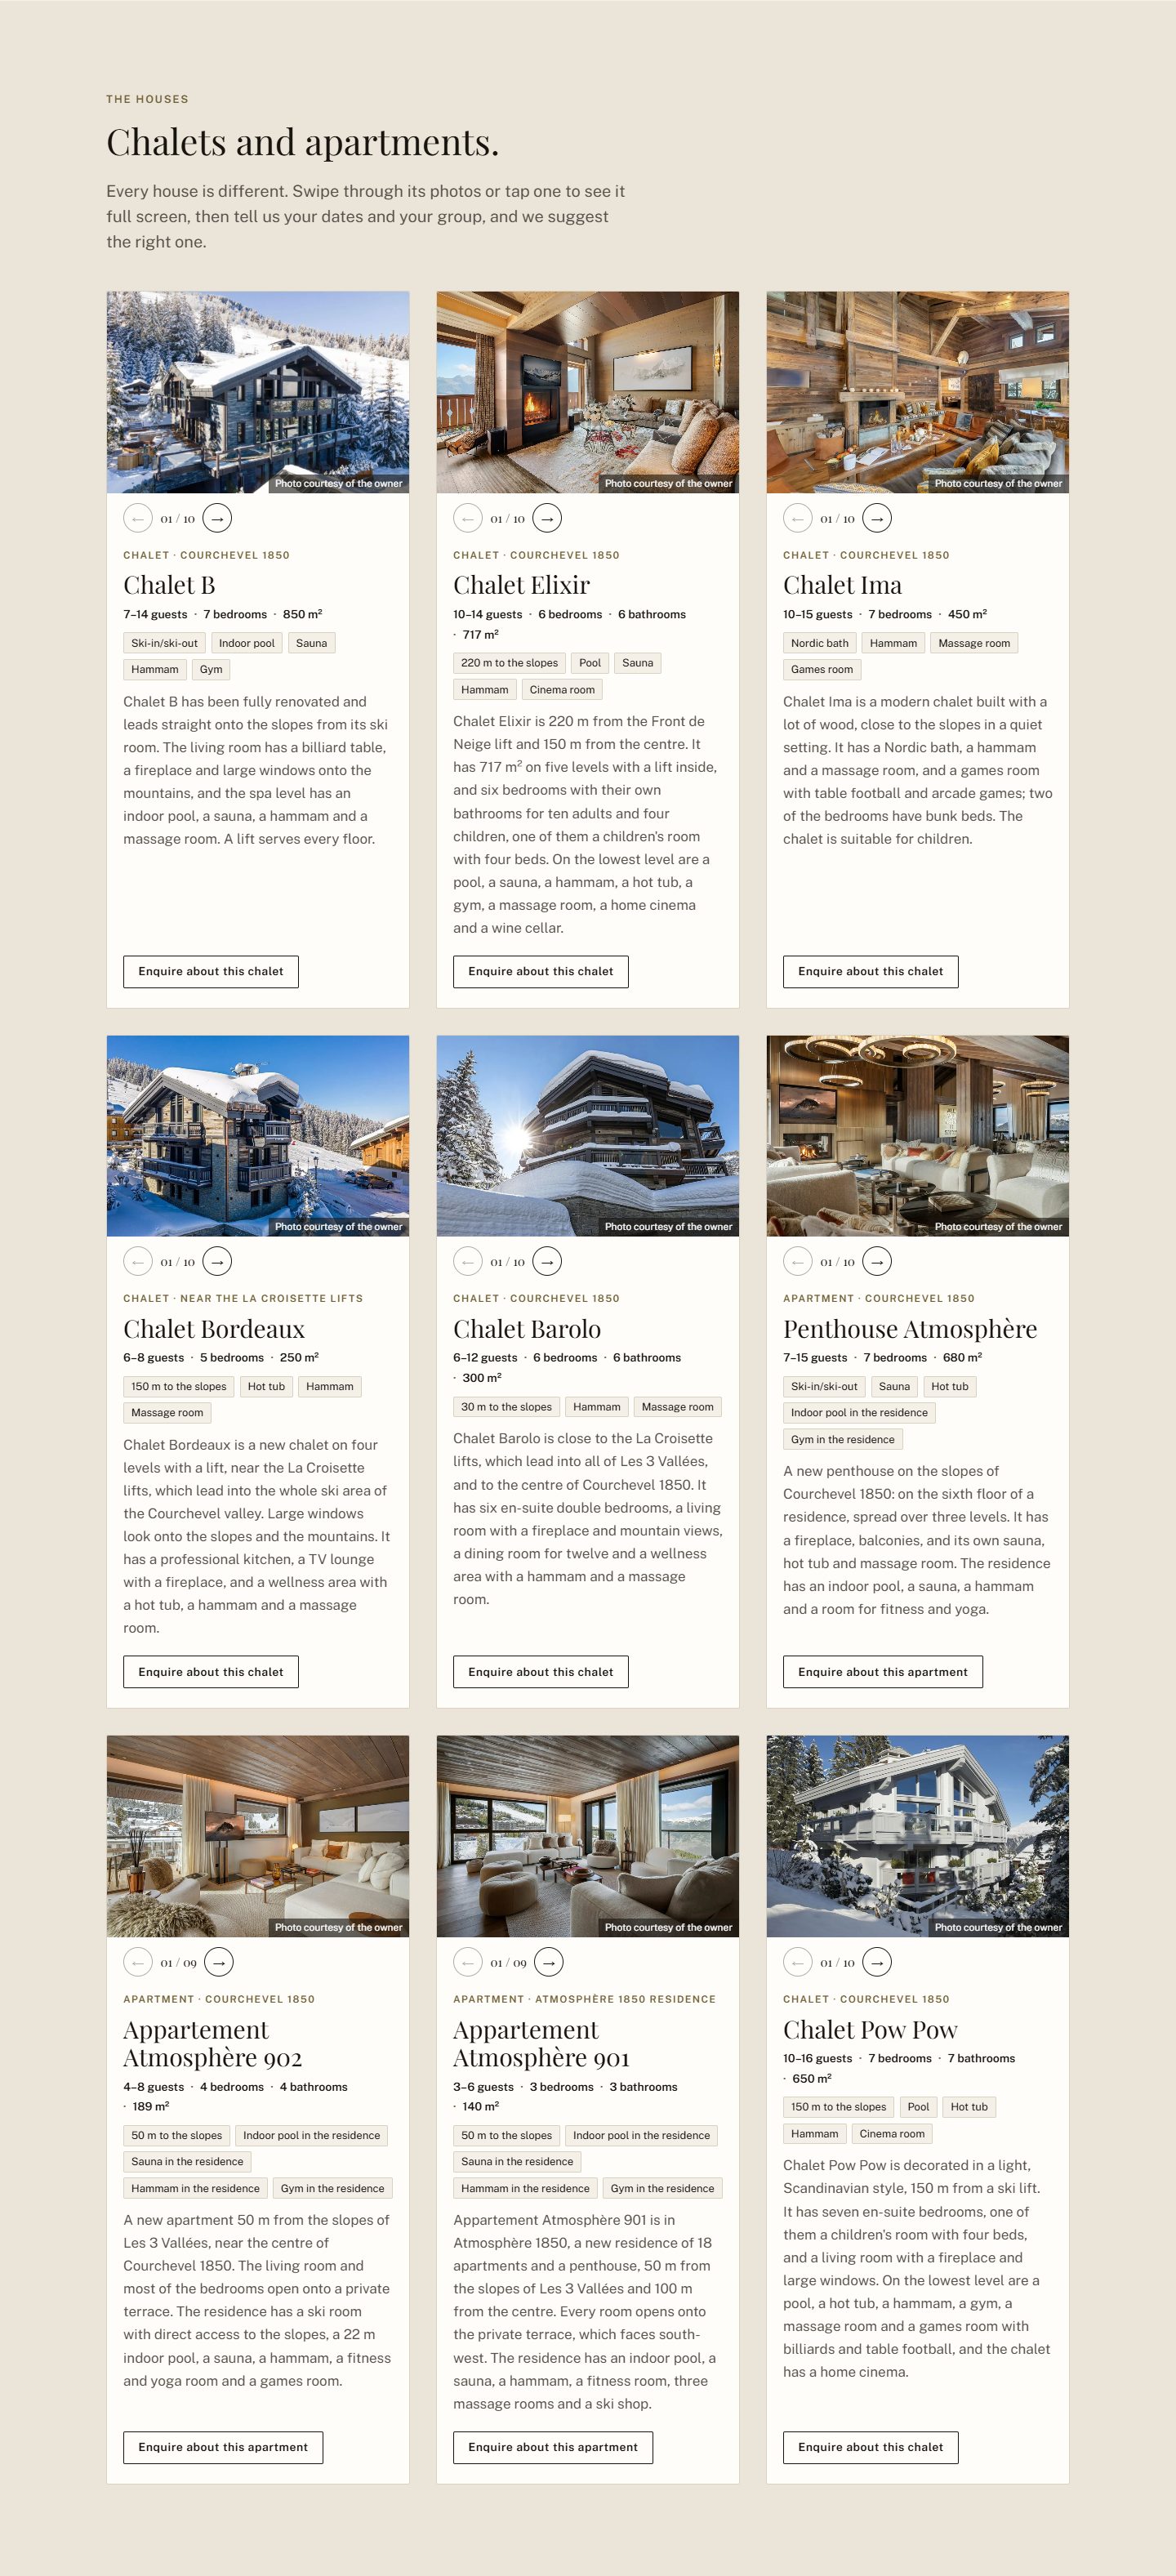 THE HOUSES
Chalets and apartments.
Every house is different. Swipe through its photos or tap one to see it
full screen, then tell us your dates and your group, and we suggest
the right one.
Photo courtesy of the owner
← 01 / 10 →
CHALET · COURCHEVEL 1850
Chalet B
7–14 guests · 7 bedrooms · 850 m²
Ski-in/ski-out Indoor pool Sauna
Hammam Gym
Chalet B has been fully renovated and
leads straight onto the slopes from its ski
room. The living room has a billiard table,
a fireplace and large windows onto the
mountains, and the spa level has an
indoor pool, a sauna, a hammam and a
massage room. A lift serves every floor.
Enquire about this chalet
Photo courtesy of the owner
← 01 / 10 →
CHALET · COURCHEVEL 1850
Chalet Elixir
10–14 guests · 6 bedrooms · 6 bathrooms
· 717 m²
220 m to the slopes Pool Sauna
Hammam Cinema room
Chalet Elixir is 220 m from the Front de
Neige lift and 150 m from the centre. It
has 717 m² on five levels with a lift inside,
and six bedrooms with their own
bathrooms for ten adults and four
children, one of them a children's room
with four beds. On the lowest level are a
pool, a sauna, a hammam, a hot tub, a
gym, a massage room, a home cinema
and a wine cellar.
Enquire about this chalet
Photo courtesy of the owner
← 01 / 10 →
CHALET · COURCHEVEL 1850
Chalet Ima
10–15 guests · 7 bedrooms · 450 m²
Nordic bath Hammam Massage room
Games room
Chalet Ima is a modern chalet built with a
lot of wood, close to the slopes in a quiet
setting. It has a Nordic bath, a hammam
and a massage room, and a games room
with table football and arcade games; two
of the bedrooms have bunk beds. The
chalet is suitable for children.
Enquire about this chalet
Photo courtesy of the owner
← 01 / 10 →
CHALET · NEAR THE LA CROISETTE LIFTS
Chalet Bordeaux
6–8 guests · 5 bedrooms · 250 m²
150 m to the slopes Hot tub Hammam
Massage room
Chalet Bordeaux is a new chalet on four
levels with a lift, near the La Croisette
lifts, which lead into the whole ski area of
the Courchevel valley. Large windows
look onto the slopes and the mountains. It
has a professional kitchen, a TV lounge
with a fireplace, and a wellness area with
a hot tub, a hammam and a massage
room.
Enquire about this chalet
Photo courtesy of the owner
← 01 / 10 →
CHALET · COURCHEVEL 1850
Chalet Barolo
6–12 guests · 6 bedrooms · 6 bathrooms
· 300 m²
30 m to the slopes Hammam Massage room
Chalet Barolo is close to the La Croisette
lifts, which lead into all of Les 3 Vallées,
and to the centre of Courchevel 1850. It
has six en-suite double bedrooms, a living
room with a fireplace and mountain views,
a dining room for twelve and a wellness
area with a hammam and a massage
room.
Enquire about this chalet
Photo courtesy of the owner
← 01 / 10 →
APARTMENT · COURCHEVEL 1850
Penthouse Atmosphère
7–15 guests · 7 bedrooms · 680 m²
Ski-in/ski-out Sauna Hot tub
Indoor pool in the residence
Gym in the residence
A new penthouse on the slopes of
Courchevel 1850: on the sixth floor of a
residence, spread over three levels. It has
a fireplace, balconies, and its own sauna,
hot tub and massage room. The residence
has an indoor pool, a sauna, a hammam
and a room for fitness and yoga.
Enquire about this apartment
Photo courtesy of the owner
← 01 / 09 →
APARTMENT · COURCHEVEL 1850
Appartement
Atmosphère 902
4–8 guests · 4 bedrooms · 4 bathrooms
· 189 m²
50 m to the slopes Indoor pool in the residence
Sauna in the residence
Hammam in the residence Gym in the residence
A new apartment 50 m from the slopes of
Les 3 Vallées, near the centre of
Courchevel 1850. The living room and
most of the bedrooms open onto a private
terrace. The residence has a ski room
with direct access to the slopes, a 22 m
indoor pool, a sauna, a hammam, a fitness
and yoga room and a games room.
Enquire about this apartment
Photo courtesy of the owner
← 01 / 09 →
APARTMENT · ATMOSPHÈRE 1850 RESIDENCE
Appartement
Atmosphère 901
3–6 guests · 3 bedrooms · 3 bathrooms
· 140 m²
50 m to the slopes Indoor pool in the residence
Sauna in the residence
Hammam in the residence Gym in the residence
Appartement Atmosphère 901 is in
Atmosphère 1850, a new residence of 18
apartments and a penthouse, 50 m from
the slopes of Les 3 Vallées and 100 m
from the centre. Every room opens onto
the private terrace, which faces south-
west. The residence has an indoor pool, a
sauna, a hammam, a fitness room, three
massage rooms and a ski shop.
Enquire about this apartment
Photo courtesy of the owner
← 01 / 10 →
CHALET · COURCHEVEL 1850
Chalet Pow Pow
10–16 guests · 7 bedrooms · 7 bathrooms
· 650 m²
150 m to the slopes Pool Hot tub
Hammam Cinema room
Chalet Pow Pow is decorated in a light,
Scandinavian style, 150 m from a ski lift.
It has seven en-suite bedrooms, one of
them a children's room with four beds,
and a living room with a fireplace and
large windows. On the lowest level are a
pool, a hot tub, a hammam, a gym, a
massage room and a games room with
billiards and table football, and the chalet
has a home cinema.
Enquire about this chalet